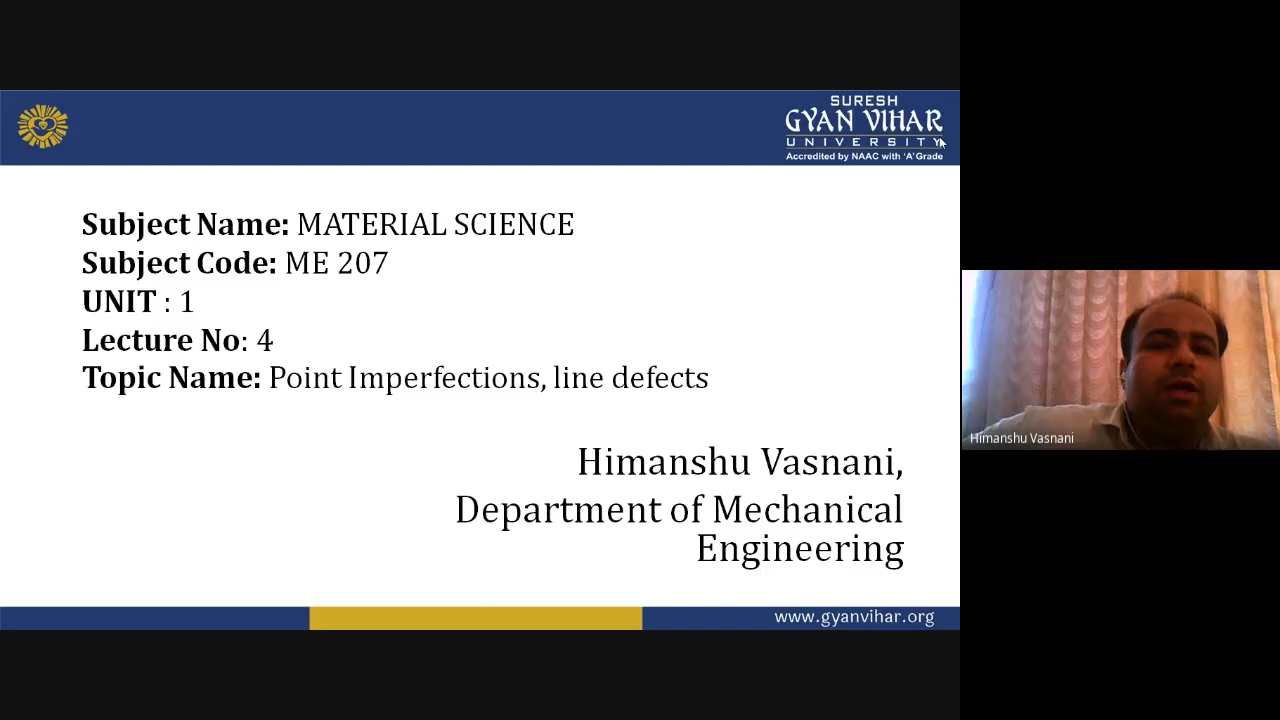 SURESH
GYAN VIHAR
UNIVERSITY
Accredited by NAAC with 'A' Grade
Subject Name: MATERIAL SCIENCE
Subject Code: ME 207
UNIT : 1
Lecture No: 4
Topic Name: Point Imperfections, line defects
Himanshu Vasnani,
Department of Mechanical
Engineering
www.gyanvihar.org
Himanshu Vasnani